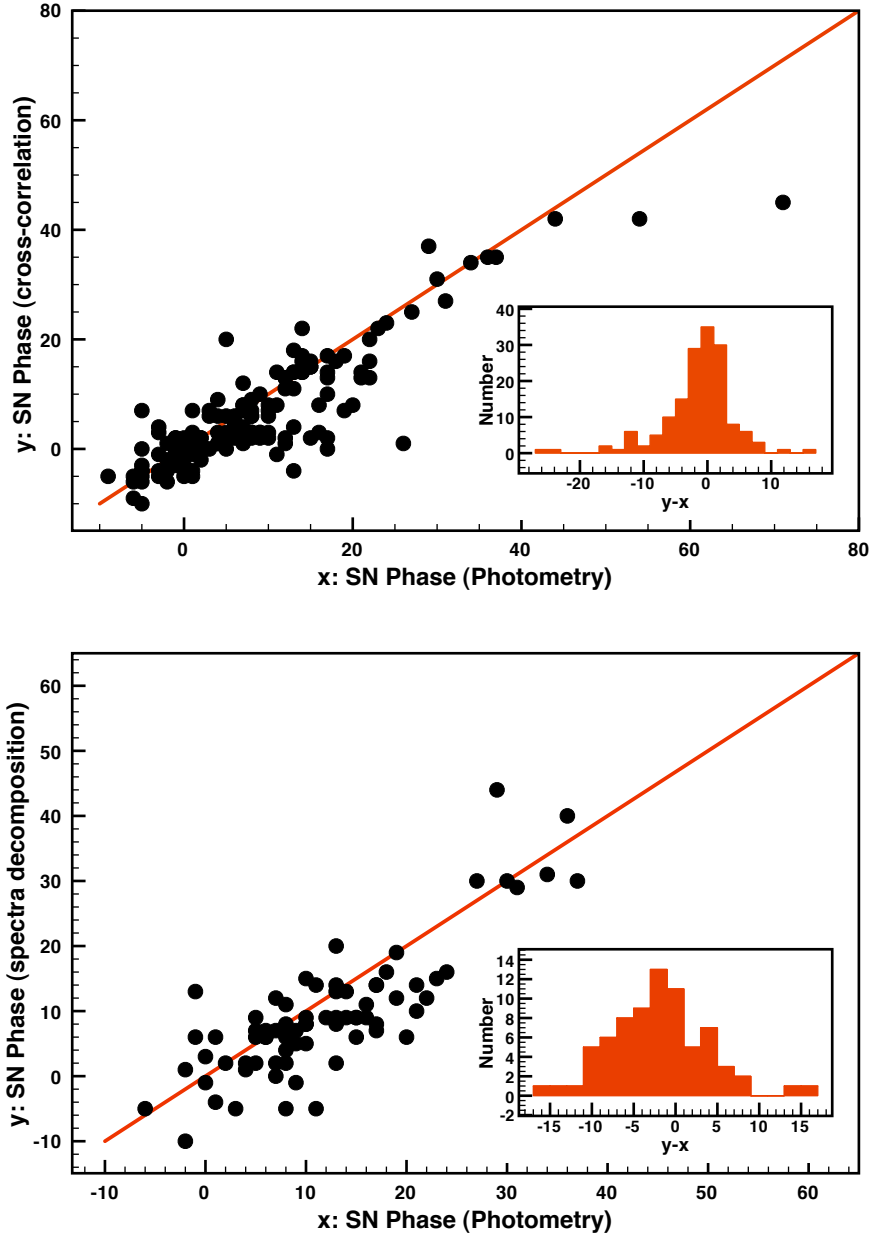 80
60
40
20
0
y: SN Phase (cross-correlation)
0 20 40 60 80
x: SN Phase (Photometry)
40
30
20
10
0
Number
-20 -10 0 10
y-x
60
50
40
30
20
10
0
-10
y: SN Phase (spectra decomposition)
-10 0 10 20 30 40 50 60
x: SN Phase (Photometry)
14
12
10
8
6
4
2
0
-2
Number
-15 -10 -5 0 5 10 15
y-x